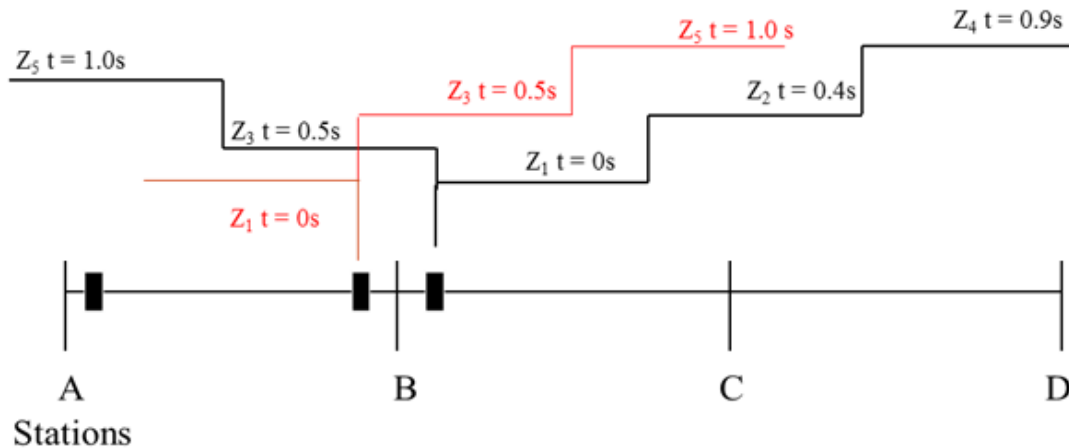 Z₄ t = 0.9s
Z₅ t = 1.0 s
Z₅ t = 1.0s
Z₃ t = 0.5s
Z₂ t = 0.4s
Z₃ t = 0.5s
Z₁ t = 0s
Z₁ t = 0s
A B C D
Stations